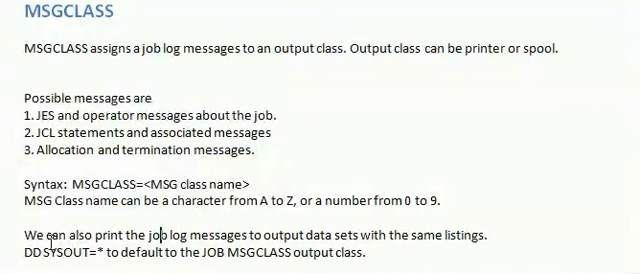 MSGCLASS
MSGCLASS assigns a job log messages to an output class. Output class can be printer or spool.
Possible messages are
1. JES and operator messages about the job.
2. JCL statements and associated messages
3. Allocation and termination messages.
Syntax: MSGCLASS=<MSG class name>
MSG Class name can be a character from A to Z, or a number from 0 to 9.
We can also print the job log messages to output data sets with the same listings.
DD SYSOUT=* to default to the JOB MSGCLASS output class.